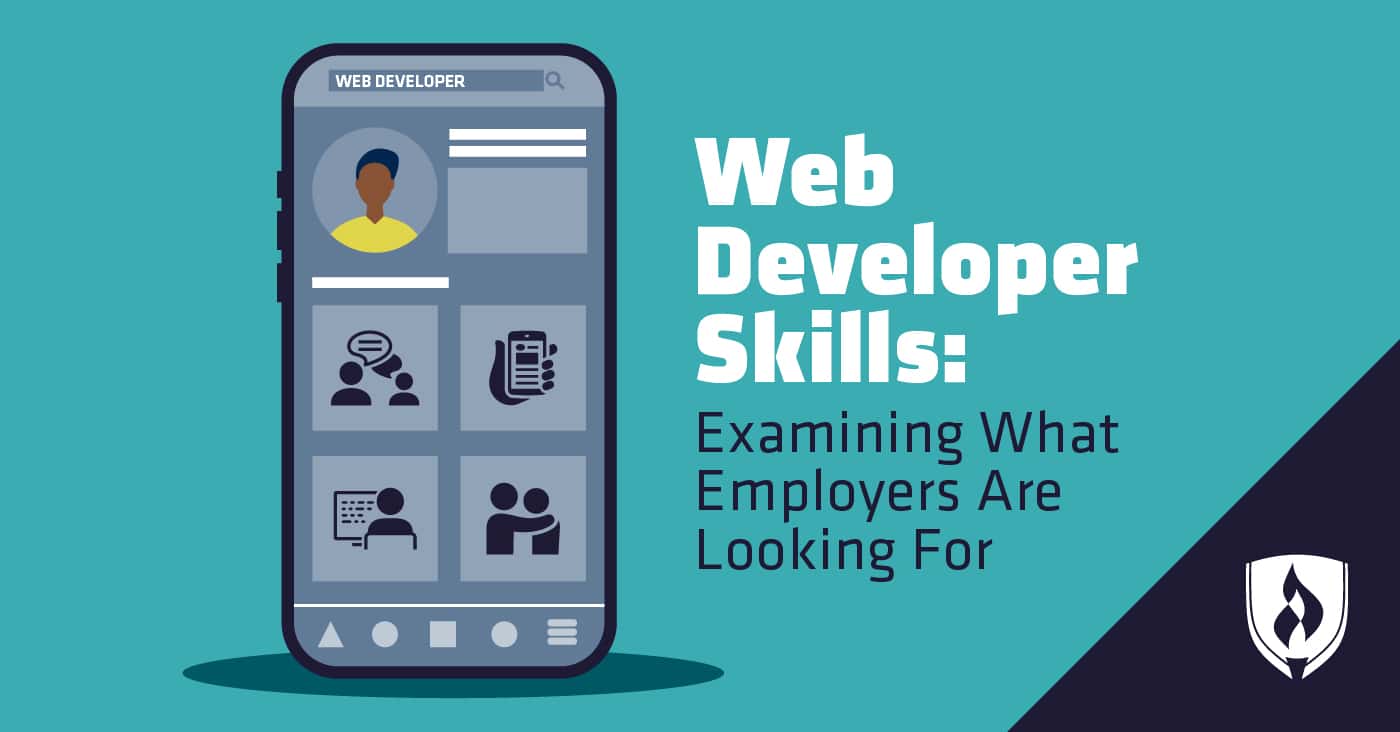 WEB DEVELOPER
Web
Developer
Skills:
Examining What
Employers Are
Looking For